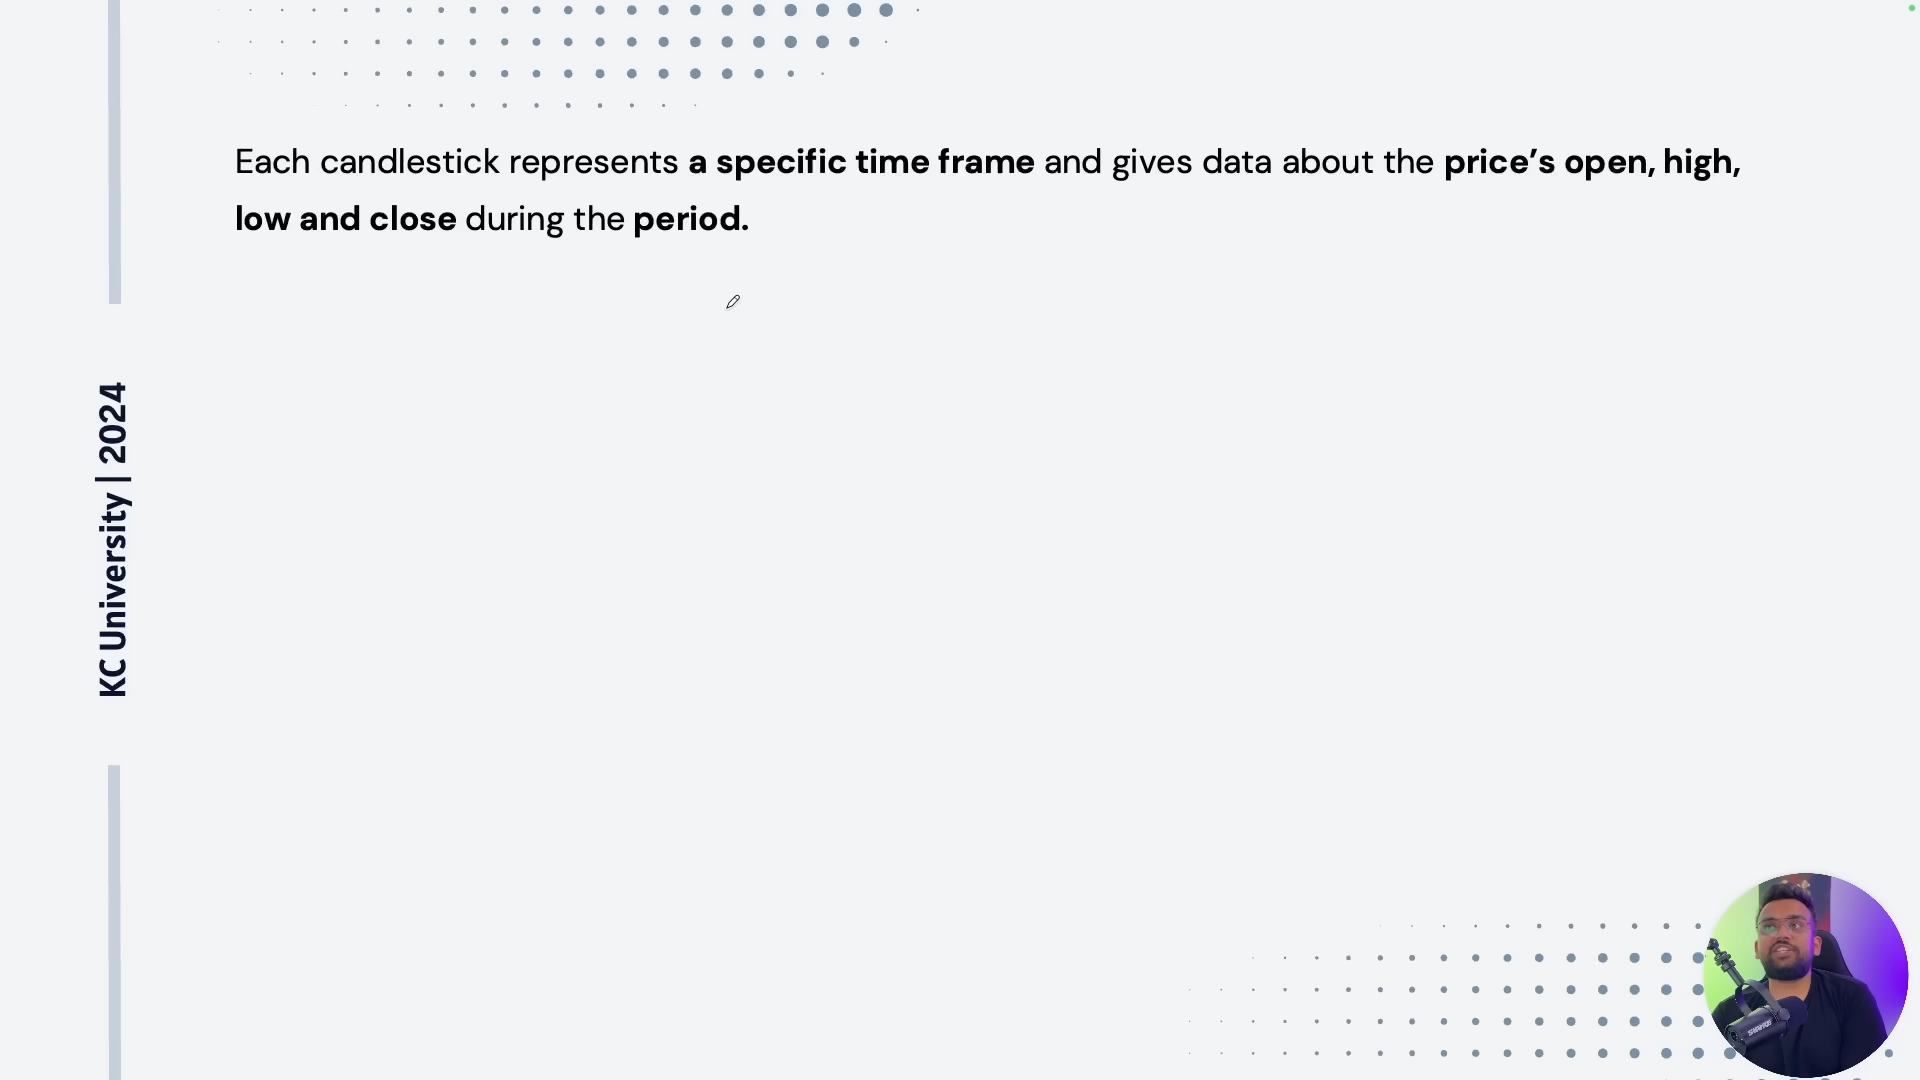 Each candlestick represents a specific time frame and gives data about the price’s open, high,
low and close during the period.
KC University | 2024